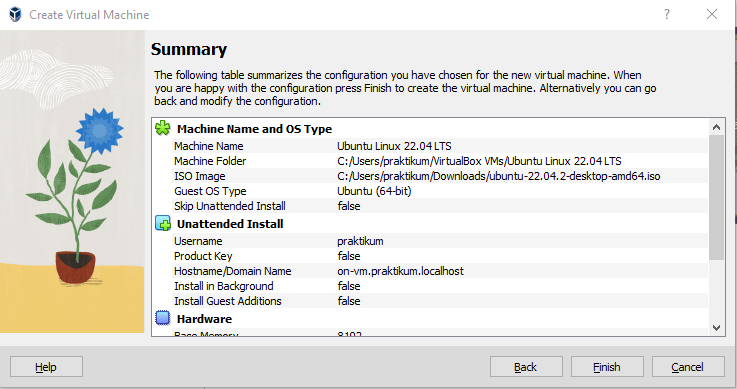 Create Virtual Machine
Summary
The following table summarizes the configuration you have chosen for the new virtual machine. When
you are happy with the configuration press Finish to create the virtual machine. Alternatively you can go
back and modify the configuration.
Machine Name and OS Type
Machine Name Ubuntu Linux 22.04 LTS
Machine Folder C:/Users/praktikum/VirtualBox VMs/Ubuntu Linux 22.04 LTS
ISO Image C:/Users/praktikum/Downloads/ubuntu-22.04.2-desktop-amd64.iso
Guest OS Type Ubuntu (64-bit)
Skip Unattended Install false
Unattended Install
Username praktikum
Product Key false
Hostname/Domain Name on-vm.praktikum.localhost
Install in Background false
Install Guest Additions false
Hardware
Base Memory 8192
Help Back Finish Cancel